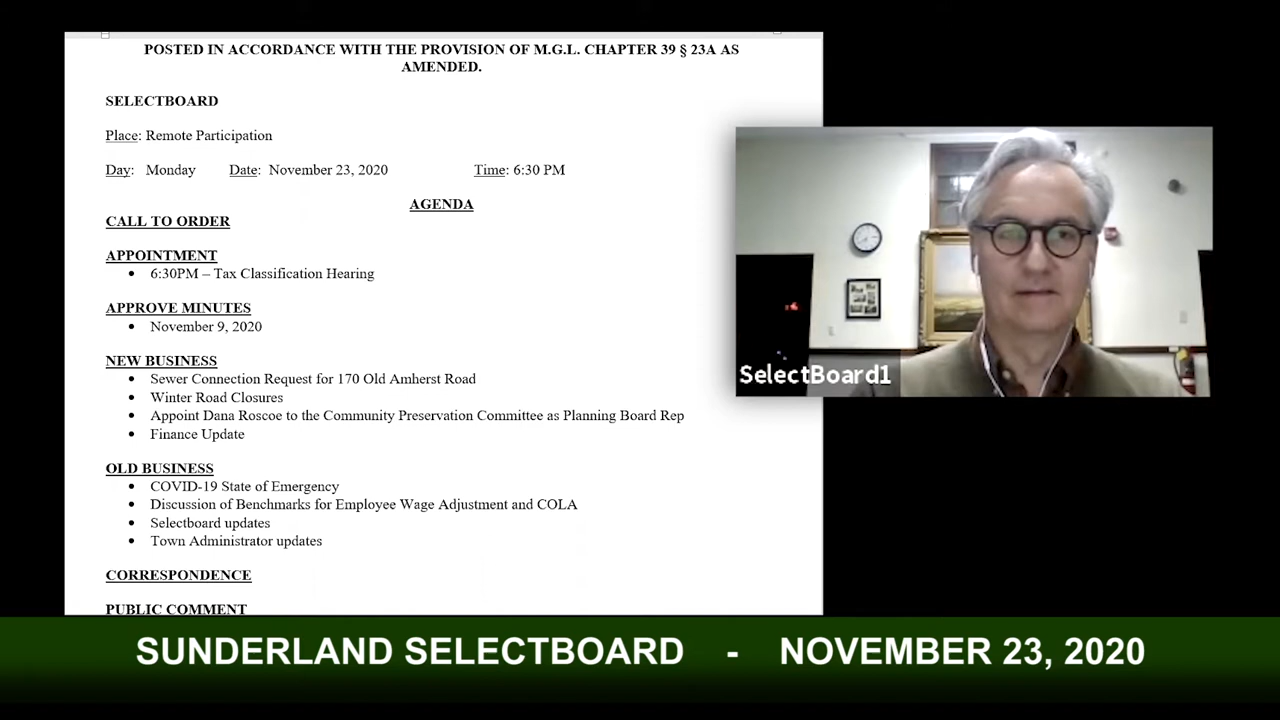 POSTED IN ACCORDANCE WITH THE PROVISION OF M.G.L. CHAPTER 39 § 23A AS
AMENDED.
SELECTBOARD
Place: Remote Participation
Day: Monday Date: November 23, 2020 Time: 6:30 PM
AGENDA
CALL TO ORDER
APPOINTMENT
• 6:30PM – Tax Classification Hearing
APPROVE MINUTES
• November 9, 2020
NEW BUSINESS
• Sewer Connection Request for 170 Old Amherst Road
• Winter Road Closures
• Appoint Dana Roscoe to the Community Preservation Committee as Planning Board Rep
• Finance Update
OLD BUSINESS
• COVID-19 State of Emergency
• Discussion of Benchmarks for Employee Wage Adjustment and COLA
• Selectboard updates
• Town Administrator updates
CORRESPONDENCE
PUBLIC COMMENT
SelectBoard1
SUNDERLAND SELECTBOARD - NOVEMBER 23, 2020